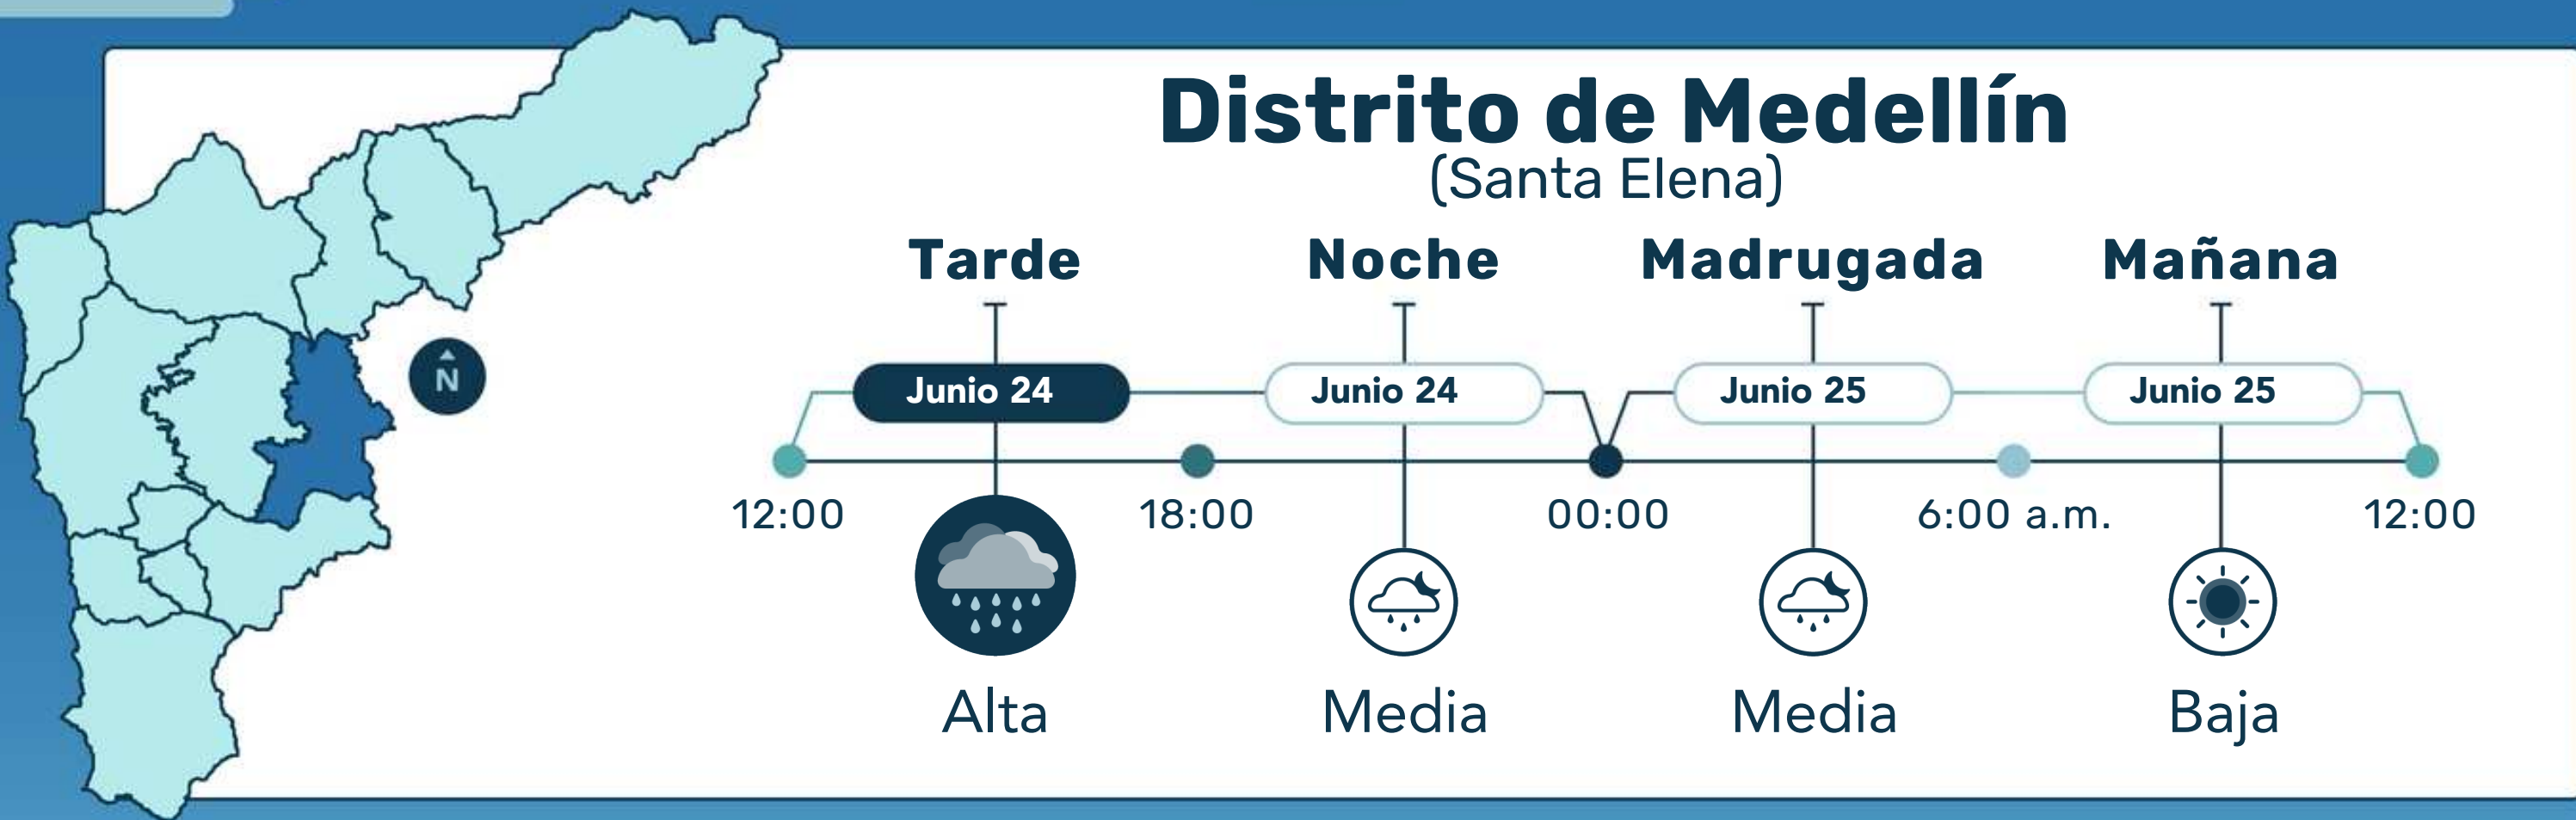 Distrito de Medellín
(Santa Elena)
Tarde Noche Madrugada Mañana
N
Junio 24 Junio 24 Junio 25 Junio 25
12:00 18:00 00:00 6:00 a.m. 12:00
Alta Media Media Baja